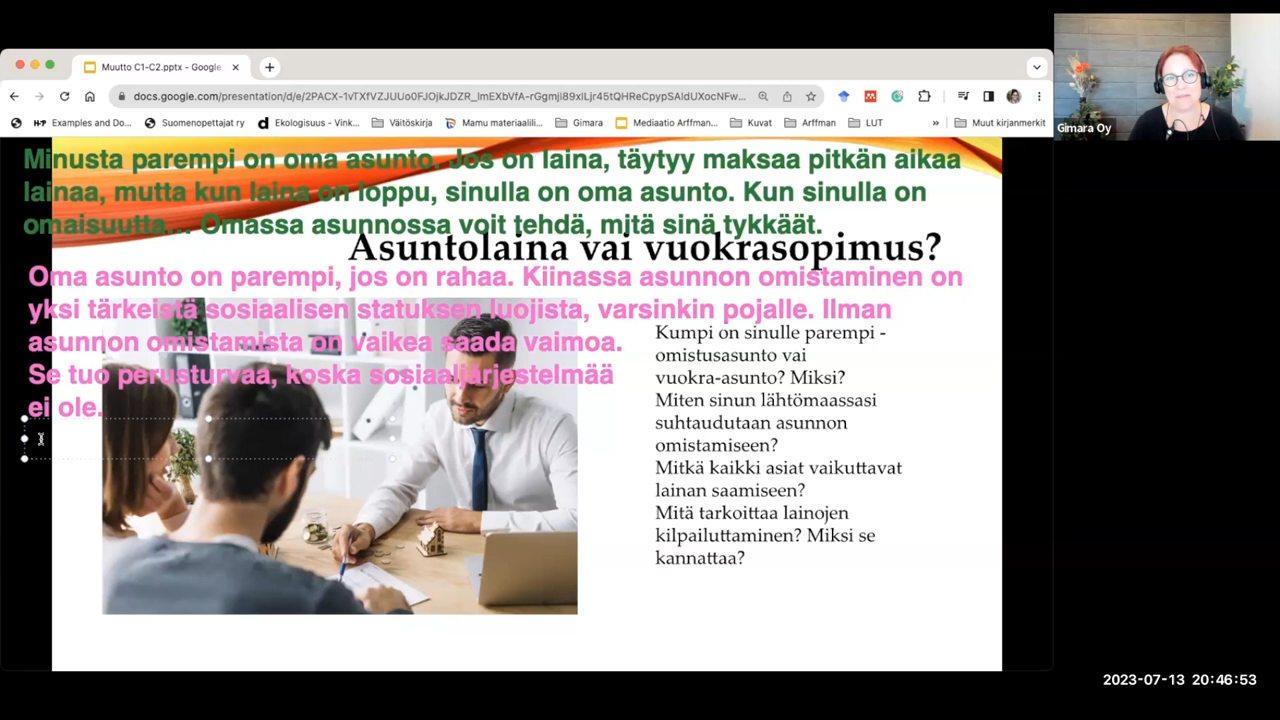 Muutto C1-C2.pptx - Google
docs.google.com/presentation/d/e/2PACX-1vTXfVZJUUo0FJOjkJDZR_ImEXbVfA-rGgmjl89xlLjr45tQHReCpypSAldUXocNFw...
Examples and Do...
Suomenopettajat ry
Ekologisuus - Vink...
Väitöskirja
Mamu materiaalili...
Gimara
Mediaatio Arffman...
Kuvat
Arffman
LUT
»
Muut kirjanmerkit
Gimara Oy
Minusta parempi on oma asunto. Jos on laina, täytyy maksaa pitkän aikaa
lainaa, mutta kun laina on loppu, sinulla on oma asunto. Kun sinulla on
omaisuutta... Omassa asunnossa voit tehdä, mitä sinä tykkäät.
Asuntolaina vai vuokrasopimus?
Oma asunto on parempi, jos on rahaa. Kiinassa asunnon omistaminen on
yksi tärkeistä sosiaalisen statuksen luojista, varsinkin pojalle. Ilman
asunnon omistamista on vaikea saada vaimoa.
Se tuo perusturvaa, koska sosiaalijärjestelmää
ei ole.
Kumpi on sinulle parempi -
omistusasunto vai
vuokra-asunto? Miksi?
Miten sinun lähtömaassasi
suhtaudutaan asunnon
omistamiseen?
Mitkä kaikki asiat vaikuttavat
lainan saamiseen?
Mitä tarkoittaa lainojen
kilpailuttaminen? Miksi se
kannattaa?
2023-07-13 20:46:53